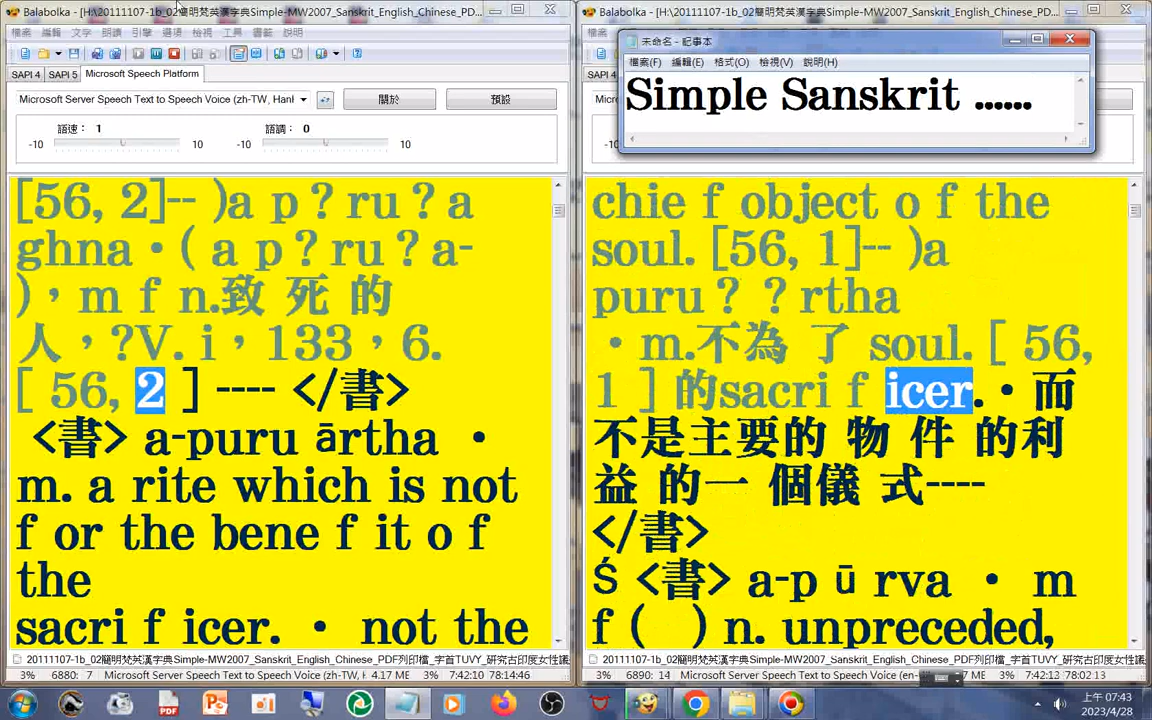 Balabolka - [H:\20111107-1b_02簡明梵英漢字典Simple-MW2007_Sanskrit_English_Chinese_PD...
檔案 編輯 文字 朗讀 引擎 選項 檢視 工具 書籤 說明
SAPI 4 SAPI 5 Microsoft Speech Platform
Microsoft Server Speech Text to Speech Voice (zh-TW, HanH
關於
預設
語速： 1
語調： 0
-10 10 -10 10
[56, 2]-- )a p？ru？a
ghna・( a p？ru？a-
)，m f n.致 死 的
人，?V. i，133，6.
[ 56, 2 ] ---- </書>
<書> a-puru ārtha ・
m. a rite which is not
f or the bene f it o f
the
sacri f icer. ・ not the
20111107-1b_02簡明梵英漢字典Simple-MW2007_Sanskrit_English_Chinese_PDF列印檔_字首TUVY_研究古印度女性議
3% 6880: 7 Microsoft Server Speech Text to Speech Voice (zh-TW, H 4.17 ME 3% 7:42:10 78:14:46
Balabolka - [H:\20111107-1b_02簡明梵英漢字典Simple-MW2007_Sanskrit_English_Chinese_PD...
檔案
SAPI 4
Micr
未命名 - 記事本
檔案(F) 編輯(E) 格式(O) 檢視(V) 說明(H)
Simple Sanskrit ......
chie f object o f the
soul. [56, 1]-- )a
puru？ ？rtha
・m.不為 了 soul. [ 56,
1 ] 的sacri f icer.・而
不是主要的 物 件 的利
益 的一 個儀 式----
</書>
Ś <書> a-p ū rva ・ m
f ( ) n. unpreceded,
20111107-1b_02簡明梵英漢字典Simple-MW2007_Sanskrit_English_Chinese_PDF列印檔_字首TUVY_研究古印度女性議
3% 6890: 14 Microsoft Server Speech Text to Speech Voice (en 7:42:10 78:02:13
上午 07:43
2023/4/28